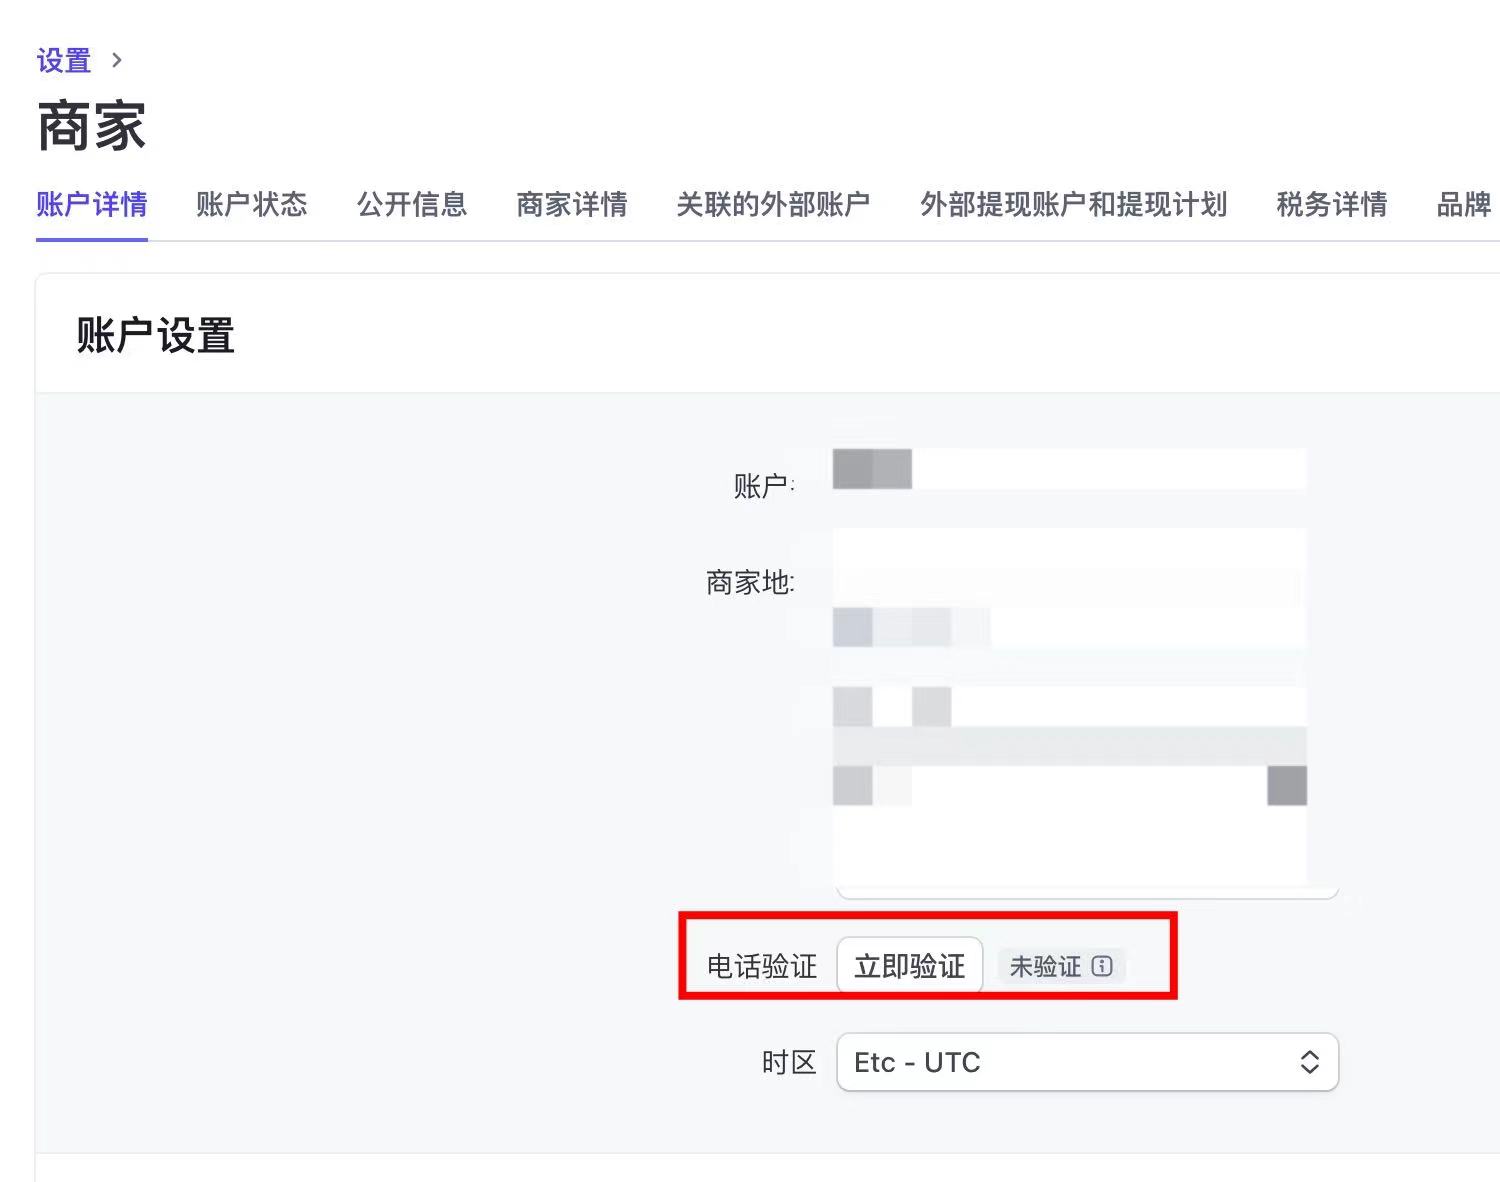 设置 >
商家
账户详情 账户状态 公开信息 商家详情 关联的外部账户 外部提现账户和提现计划 税务详情 品牌
账户设置
账户:
商家地:
电话验证 立即验证 未验证
时区 Etc - UTC